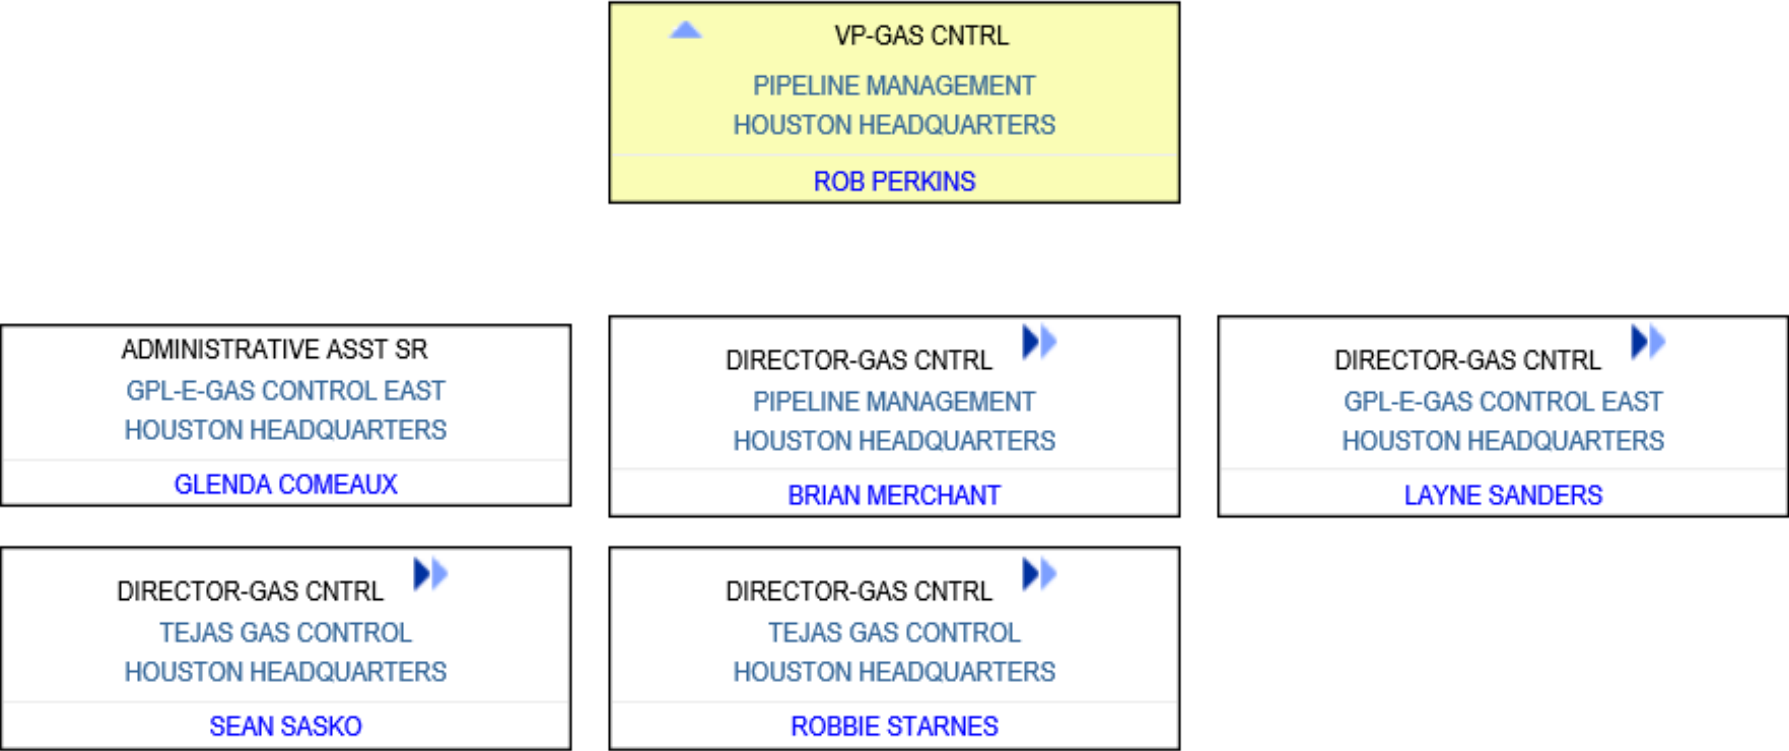 VP-GAS CNTRL
PIPELINE MANAGEMENT
HOUSTON HEADQUARTERS
ROB PERKINS
ADMINISTRATIVE ASST SR
GPL-E-GAS CONTROL EAST
HOUSTON HEADQUARTERS
GLENDA COMEAUX
DIRECTOR-GAS CNTRL
PIPELINE MANAGEMENT
HOUSTON HEADQUARTERS
BRIAN MERCHANT
DIRECTOR-GAS CNTRL
GPL-E-GAS CONTROL EAST
HOUSTON HEADQUARTERS
LAYNE SANDERS
DIRECTOR-GAS CNTRL
TEJAS GAS CONTROL
HOUSTON HEADQUARTERS
SEAN SASKO
DIRECTOR-GAS CNTRL
TEJAS GAS CONTROL
HOUSTON HEADQUARTERS
ROBBIE STARNES